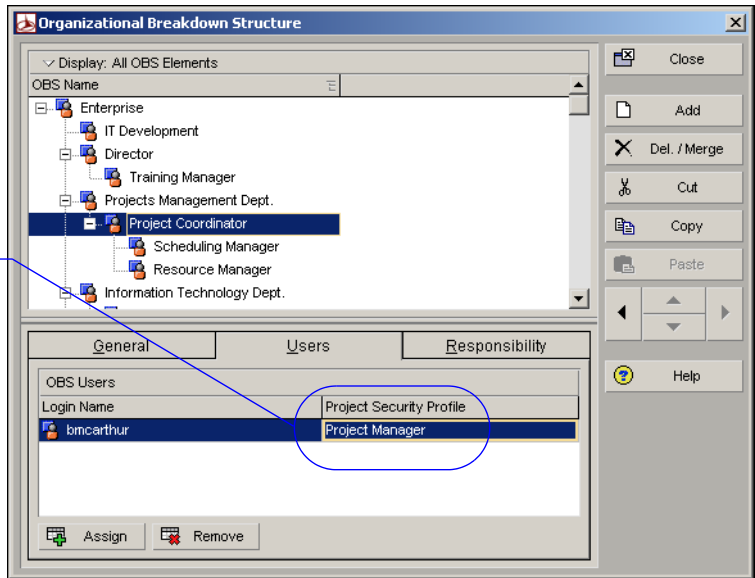 Organizational Breakdown Structure
Display: All OBS Elements
OBS Name
Enterprise
IT Development
Director
Training Manager
Projects Management Dept.
Project Coordinator
Scheduling Manager
Resource Manager
Information Technology Dept.
General Users Responsibility
OBS Users
Login Name Project Security Profile
bmcarthur Project Manager
Assign Remove
Close
Add
Del. / Merge
Cut
Copy
Paste
Help